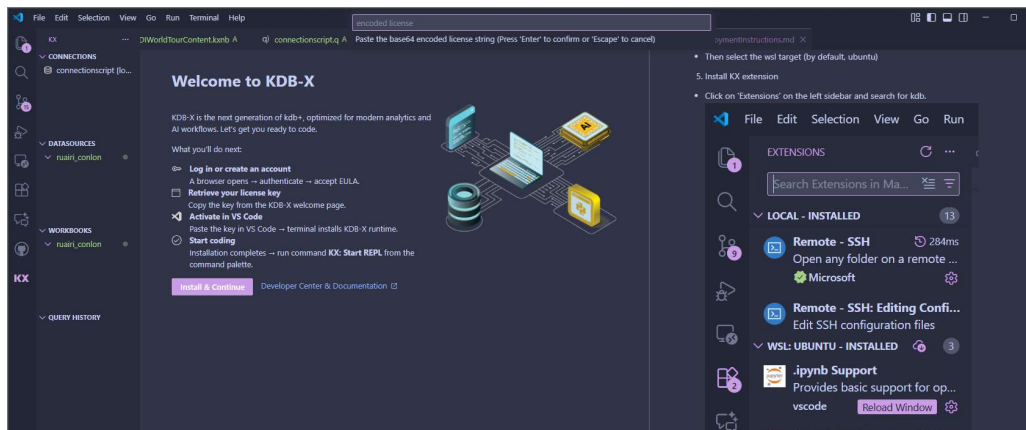 File Edit Selection View Go Run Terminal Help
encoded license
Paste the base64 encoded license string (Press 'Enter' to confirm or 'Escape' to cancel)
KX
DIWorldTourContent.kxnb A
q) connectionscript.q A
oymentInstructions.md
CONNECTIONS
connectionscript [lo...
DATASOURCES
ruairi_conlon
WORKBOOKS
ruairi_conlon
KX
QUERY HISTORY
Welcome to KDB-X
KDB-X is the next generation of kdb+, optimized for modern analytics and
AI workflows. Let's get you ready to code.
What you'll do next:
Log in or create an account
A browser opens → authenticate → accept EULA.
Retrieve your license key
Copy the key from the KDB-X welcome page.
Activate in VS Code
Paste the key in VS Code → terminal installs KDB-X runtime.
Start coding
Installation completes → run command KX: Start REPL from the
command palette.
Install & Continue
Developer Center & Documentation
AI
• Then select the wsl target (by default, ubuntu)
5. Install KX extension
• Click on 'Extensions' on the left sidebar and search for kdb.
File Edit Selection View Go Run
1
EXTENSIONS
Search Extensions in Ma...
LOCAL - INSTALLED 13
Remote - SSH 284ms
Open any folder on a remote ...
Microsoft
9
Remote - SSH: Editing Confi...
Edit SSH configuration files
WSL: UBUNTU - INSTALLED 3
2
.ipynb Support
Provides basic support for op...
vscode Reload Window